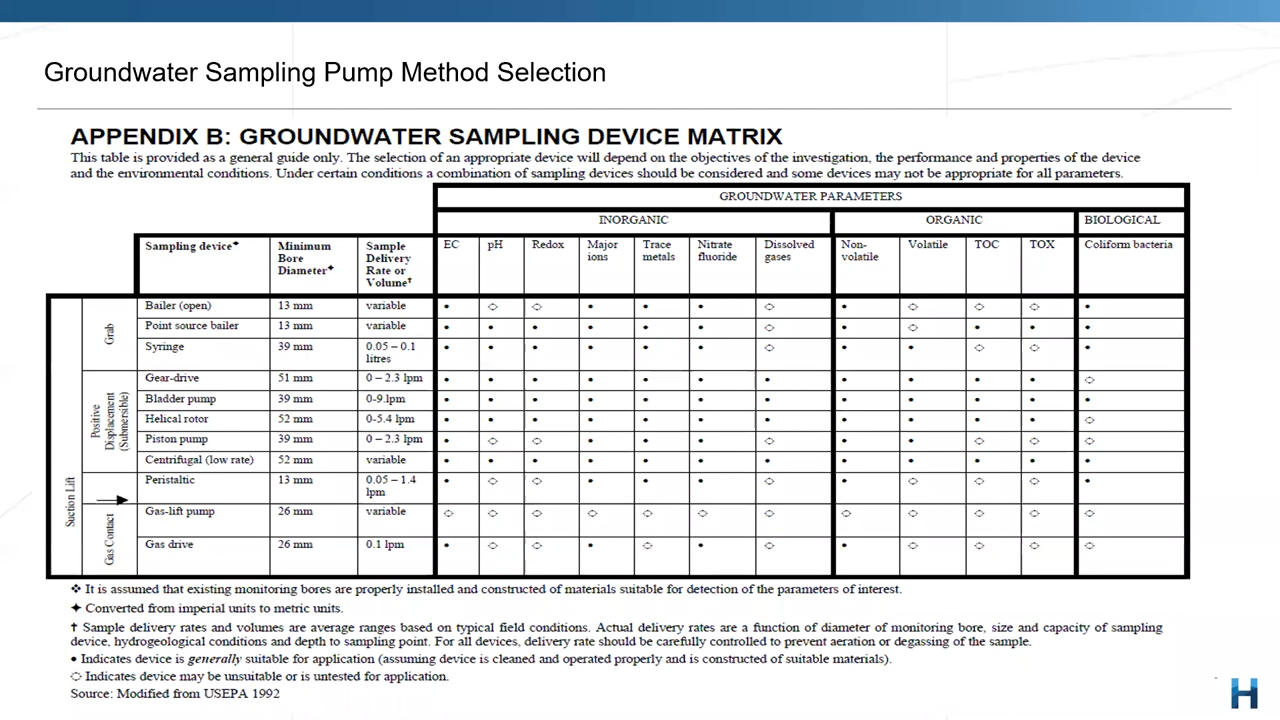 Groundwater Sampling Pump Method Selection
APPENDIX B: GROUNDWATER SAMPLING DEVICE MATRIX
This table is provided as a general guide only. The selection of an appropriate device will depend on the objectives of the investigation, the performance and properties of the device
and the environmental conditions. Under certain conditions a combination of sampling devices should be considered and some devices may not be appropriate for all parameters.
GROUNDWATER PARAMETERS
INORGANIC ORGANIC BIOLOGICAL
Sampling device❖ Minimum Bore Diameter✦ Sample Delivery Rate or Volume† EC pH Redox Major ions Trace metals Nitrate fluoride Dissolved gases Non-volatile Volatile TOC TOX Coliform bacteria
Suction Lift
Grab
Bailer (open) 13 mm variable • ◌ ◌ • • • ◌ • ◌ ◌ ◌ •
Point source bailer 13 mm variable • • • • • • ◌ • ◌ • • •
Syringe 39 mm 0.05 – 0.1 litres • • • • • • ◌ • • ◌ ◌ •
Positive Displacement (Submersible)
Gear-drive 51 mm 0 – 2.3 lpm • • • • • • • • • • • ◌
Bladder pump 39 mm 0-9.lpm • • • • • • • • • • • •
Helical rotor 52 mm 0-5.4 lpm • • • • • • • • • • • ◌
Piston pump 39 mm 0 – 2.3 lpm • ◌ ◌ • • • ◌ • • ◌ ◌ ◌
Centrifugal (low rate) 52 mm variable • • • • • • • • • • • ◌
Peristaltic 13 mm 0.05 – 1.4 lpm • ◌ ◌ • • • ◌ • ◌ ◌ ◌ •
Gas Contact
Gas-lift pump 26 mm variable ◌ ◌ ◌ ◌ ◌ ◌ ◌ ◌ ◌ ◌ ◌ ◌
Gas drive 26 mm 0.1 lpm • ◌ ◌ • ◌ • ◌ • ◌ ◌ ◌ ◌
❖ It is assumed that existing monitoring bores are properly installed and constructed of materials suitable for detection of the parameters of interest.
✦ Converted from imperial units to metric units.
† Sample delivery rates and volumes are average ranges based on typical field conditions. Actual delivery rates are a function of diameter of monitoring bore, size and capacity of sampling
device, hydrogeological conditions and depth to sampling point. For all devices, delivery rate should be carefully controlled to prevent aeration or degassing of the sample.
• Indicates device is generally suitable for application (assuming device is cleaned and operated properly and is constructed of suitable materials).
◌ Indicates device may be unsuitable or is untested for application.
Source: Modified from USEPA 1992
H